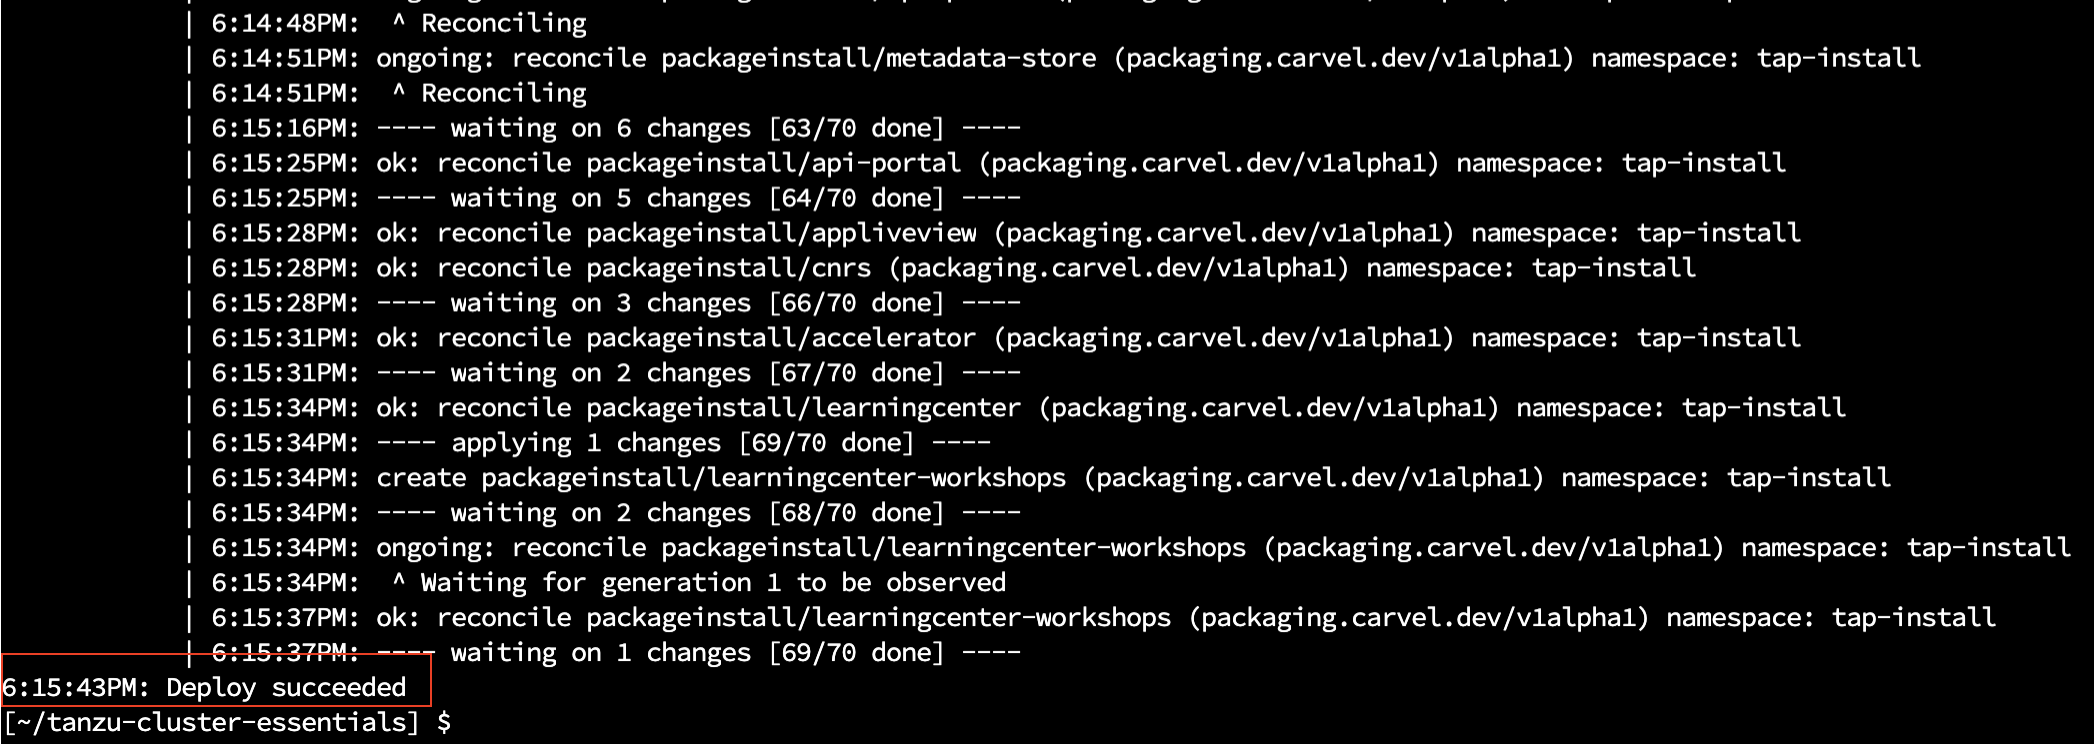 | 6:14:48PM:  ^ Reconciling
| 6:14:51PM: ongoing: reconcile packageinstall/metadata-store (packaging.carvel.dev/v1alpha1) namespace: tap-install
| 6:14:51PM:  ^ Reconciling
| 6:15:16PM: ---- waiting on 6 changes [63/70 done] ----
| 6:15:25PM: ok: reconcile packageinstall/api-portal (packaging.carvel.dev/v1alpha1) namespace: tap-install
| 6:15:25PM: ---- waiting on 5 changes [64/70 done] ----
| 6:15:28PM: ok: reconcile packageinstall/appliveview (packaging.carvel.dev/v1alpha1) namespace: tap-install
| 6:15:28PM: ok: reconcile packageinstall/cnrs (packaging.carvel.dev/v1alpha1) namespace: tap-install
| 6:15:28PM: ---- waiting on 3 changes [66/70 done] ----
| 6:15:31PM: ok: reconcile packageinstall/accelerator (packaging.carvel.dev/v1alpha1) namespace: tap-install
| 6:15:31PM: ---- waiting on 2 changes [67/70 done] ----
| 6:15:34PM: ok: reconcile packageinstall/learningcenter (packaging.carvel.dev/v1alpha1) namespace: tap-install
| 6:15:34PM: ---- applying 1 changes [69/70 done] ----
| 6:15:34PM: create packageinstall/learningcenter-workshops (packaging.carvel.dev/v1alpha1) namespace: tap-install
| 6:15:34PM: ---- waiting on 2 changes [68/70 done] ----
| 6:15:34PM: ongoing: reconcile packageinstall/learningcenter-workshops (packaging.carvel.dev/v1alpha1) namespace: tap-install
| 6:15:34PM:  ^ Waiting for generation 1 to be observed
| 6:15:37PM: ok: reconcile packageinstall/learningcenter-workshops (packaging.carvel.dev/v1alpha1) namespace: tap-install
| 6:15:37PM: ---- waiting on 1 changes [69/70 done] ----
6:15:43PM: Deploy succeeded
[~/tanzu-cluster-essentials] $